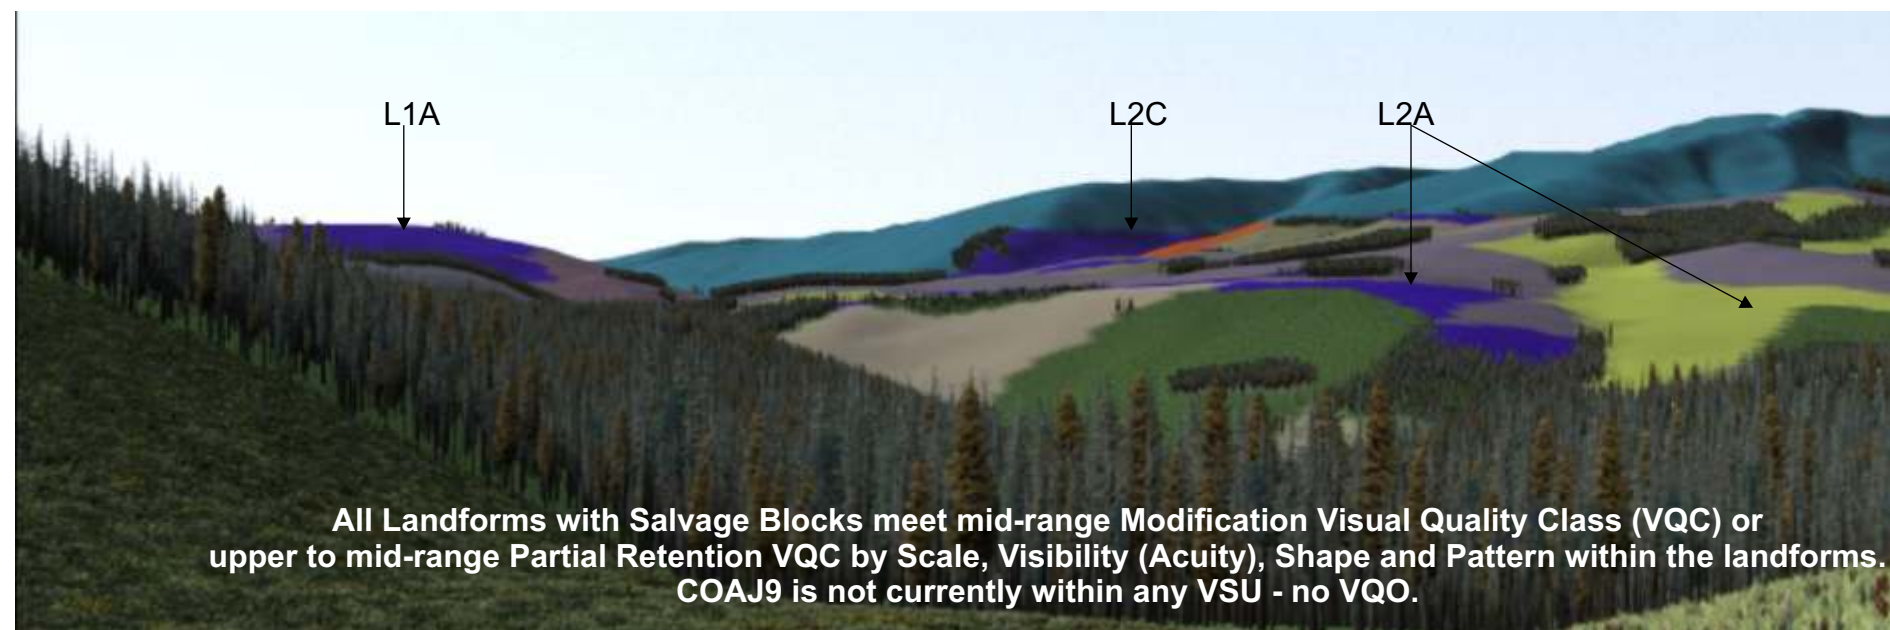 L1A
L2C
L2A
All Landforms with Salvage Blocks meet mid-range Modification Visual Quality Class (VQC) or
upper to mid-range Partial Retention VQC by Scale, Visibility (Acuity), Shape and Pattern within the landforms.
COAJ9 is not currently within any VSU - no VQO.